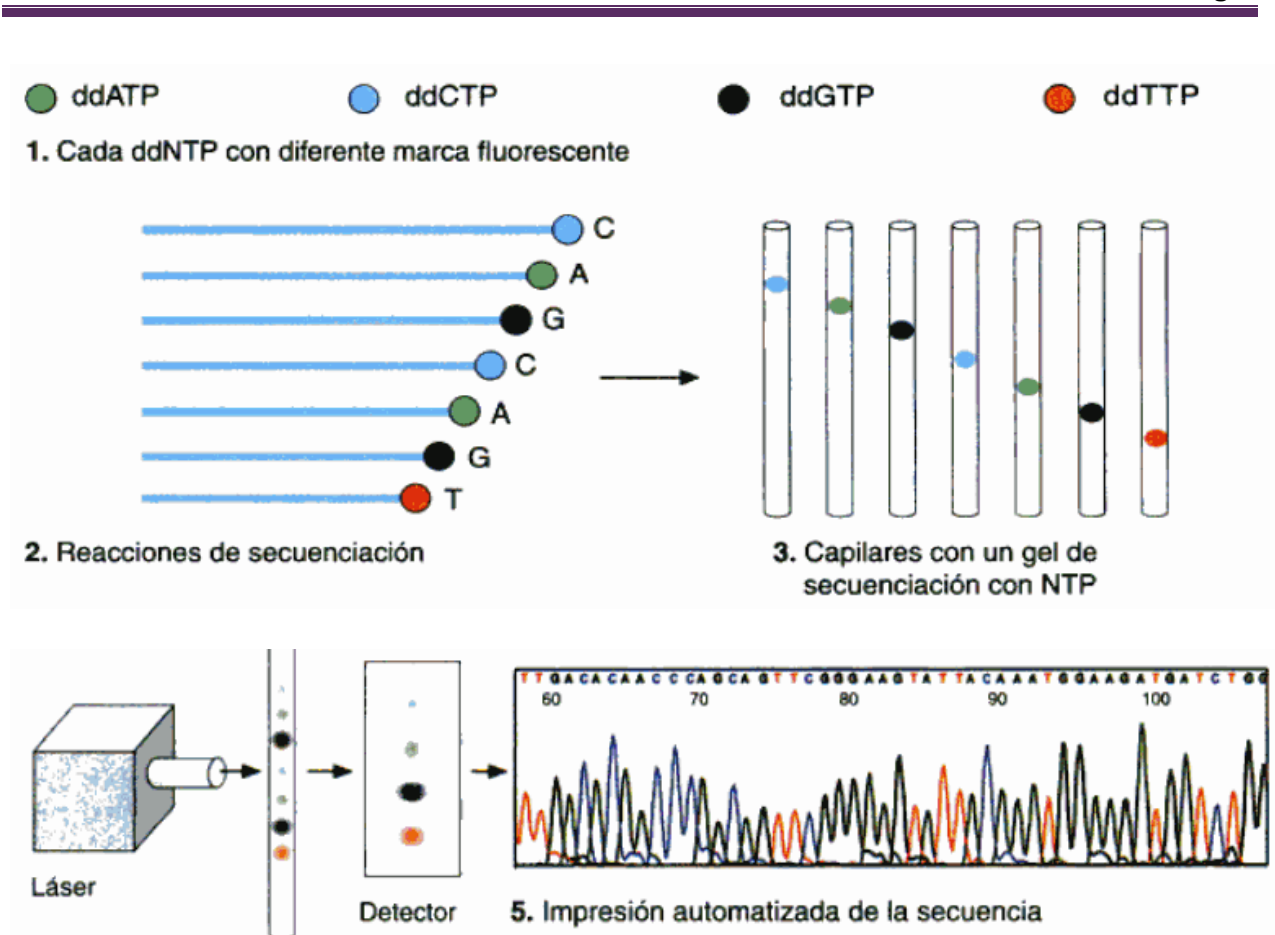 ddATP
ddCTP
ddGTP
ddTTP
1. Cada ddNTP con diferente marca fluorescente
C
A
G
C
A
G
T
2. Reacciones de secuenciación
3. Capilares con un gel de
secuenciación con NTP
TTGACACAACCCAGCAGTTCGGGAAGTATTACAAATGGAAGATGATCTGG
60 70 80 90 100
Láser
Detector
5. Impresión automatizada de la secuencia